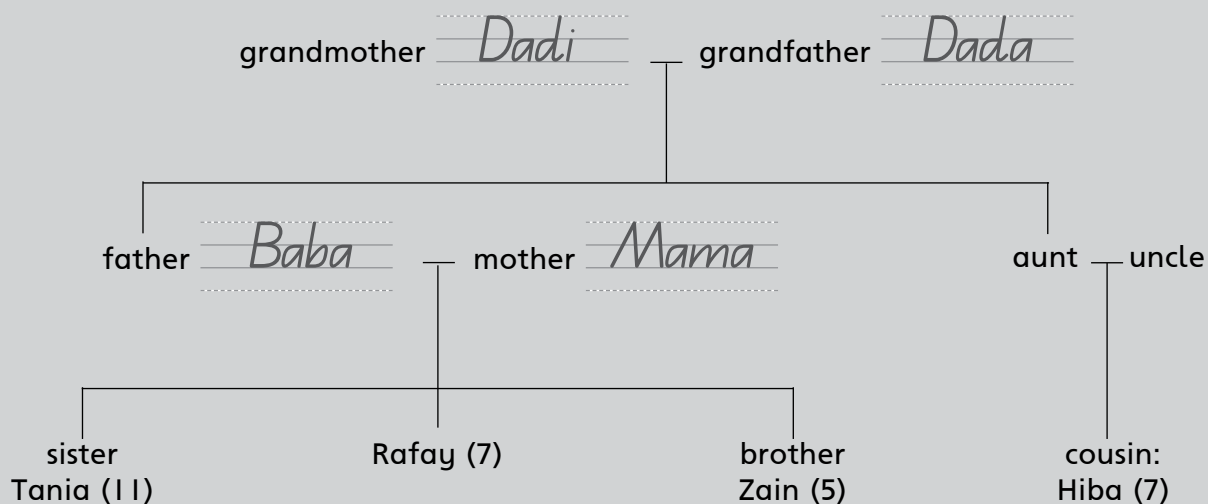 grandmother Dadi grandfather Dada
father Baba mother Mama aunt uncle
sister Rafay (7) brother cousin:
Tania (11) Zain (5) Hiba (7)